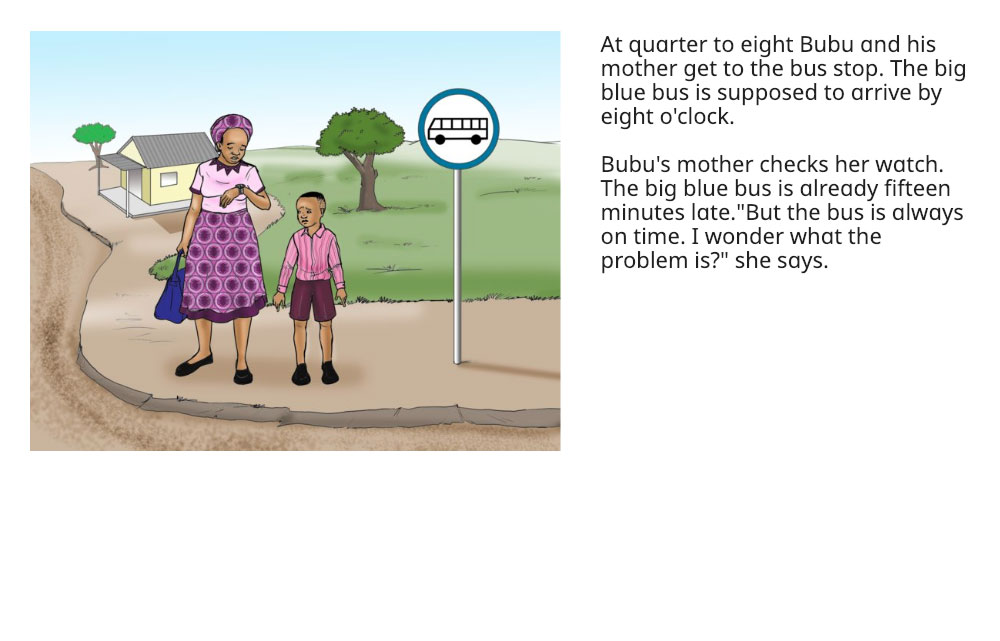 At quarter to eight Bubu and his
mother get to the bus stop. The big
blue bus is supposed to arrive by
eight o'clock.
Bubu's mother checks her watch.
The big blue bus is already fifteen
minutes late."But the bus is always
on time. I wonder what the
problem is?" she says.